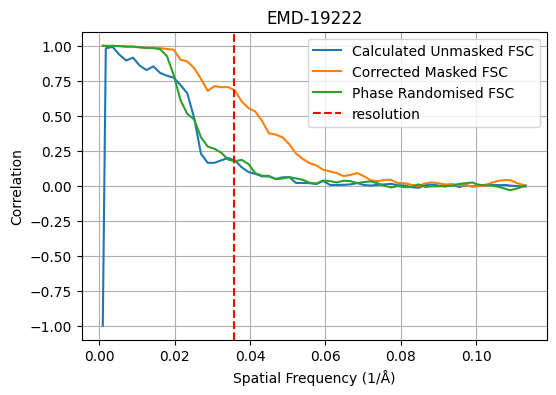 EMD-19222
Calculated Unmasked FSC
Corrected Masked FSC
Phase Randomised FSC
resolution
1.00
0.75
0.50
0.25
0.00
−0.25
−0.50
−0.75
−1.00
Correlation
0.00 0.02 0.04 0.06 0.08 0.10
Spatial Frequency (1/Å)